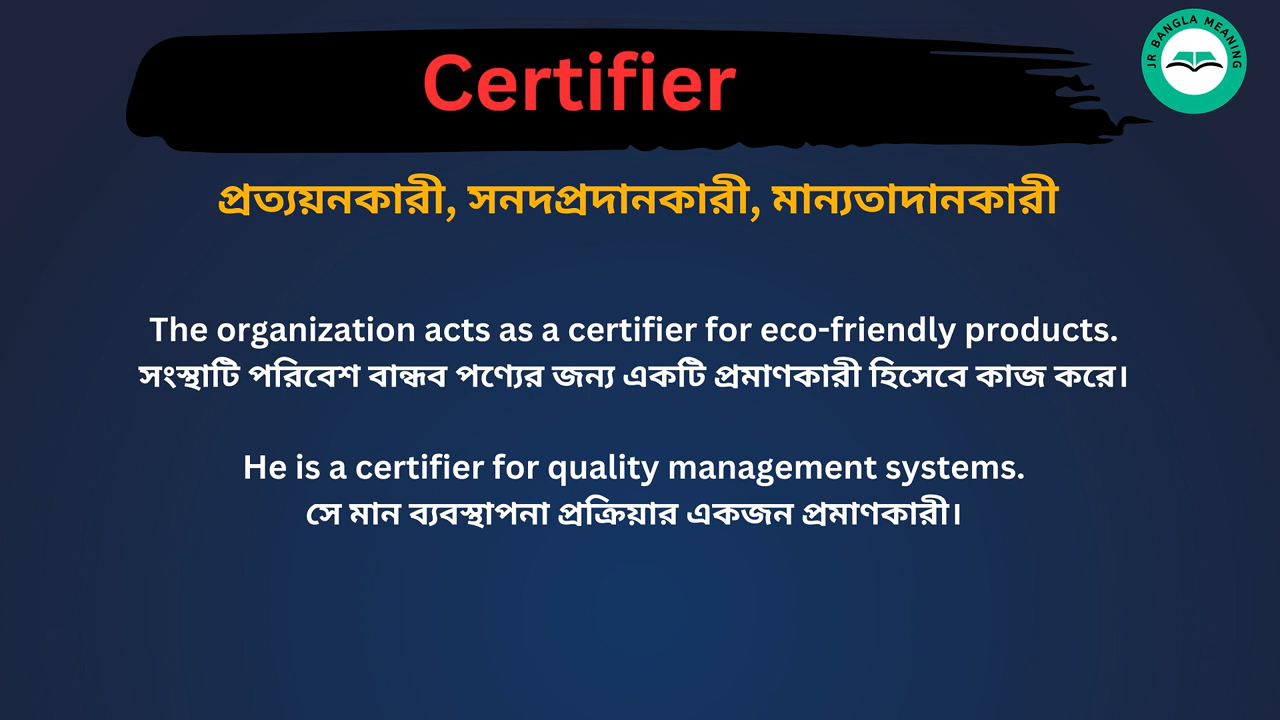 Certifier
JR BANGLA MEANING
প্রত্যয়নকারী, সনদপ্রদানকারী, মান্যতাদানকারী
The organization acts as a certifier for eco-friendly products.
সংস্থাটি পরিবেশ বান্ধব পণ্যের জন্য একটি প্রমাণকারী হিসেবে কাজ করে।
He is a certifier for quality management systems.
সে মান ব্যবস্থাপনা প্রক্রিয়ার একজন প্রমাণকারী।